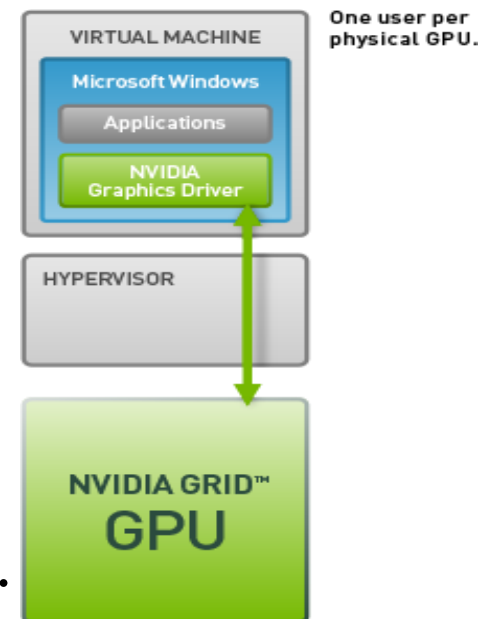 One user per
physical GPU.
VIRTUAL MACHINE
Microsoft Windows
Applications
NVIDIA
Graphics Driver
HYPERVISOR
NVIDIA GRID™
GPU